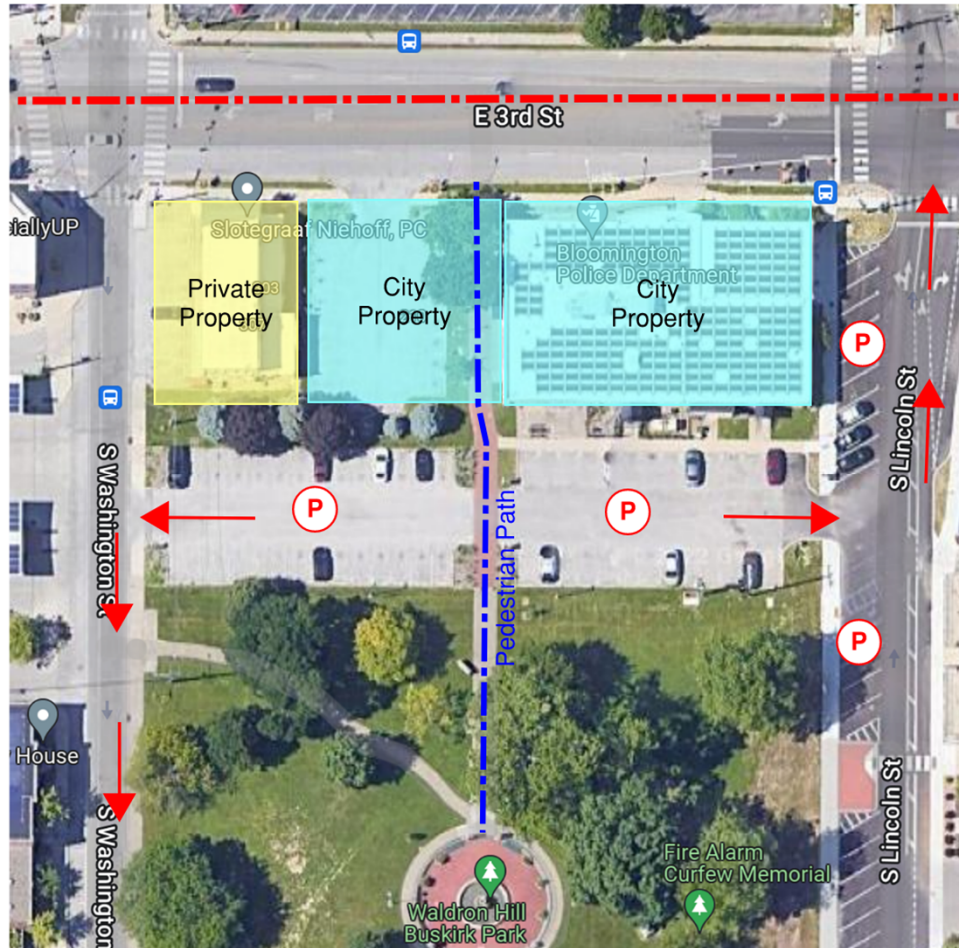 E 3rd St
ciallyUP
Slotegraaf Niehoff, PC
Bloomington
Police Department
Private
Property
03
City
Property
City
Property
P
S Lincoln St
S Washington St
P
P
Pedestrian Path
P
House
S Washington
S Lincoln St
Fire Alarm
Curfew Memorial
Waldron Hill
Buskirk Park